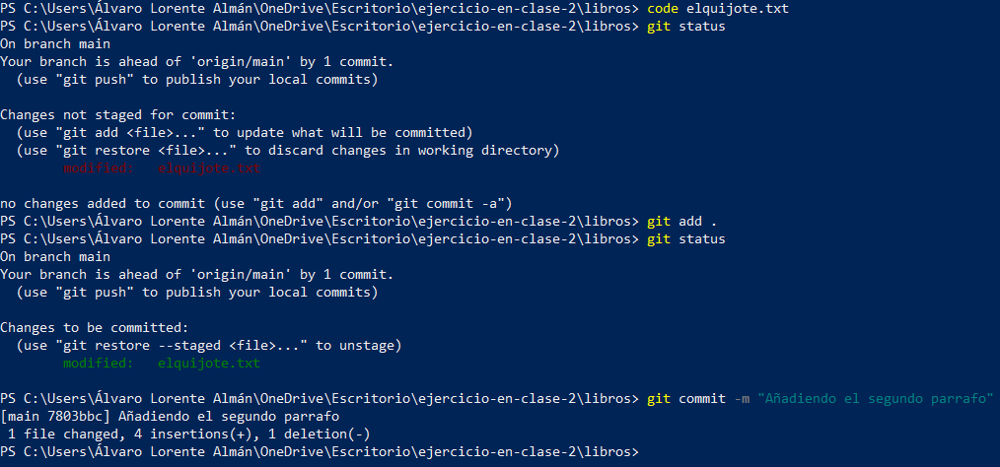 PS C:\Users\Álvaro Lorente Almán\OneDrive\Escritorio\ejercicio-en-clase-2\libros> code elquijote.txt
PS C:\Users\Álvaro Lorente Almán\OneDrive\Escritorio\ejercicio-en-clase-2\libros> git status
On branch main
Your branch is ahead of 'origin/main' by 1 commit.
  (use "git push" to publish your local commits)

Changes not staged for commit:
  (use "git add <file>..." to update what will be committed)
  (use "git restore <file>..." to discard changes in working directory)
        modified:   elquijote.txt

no changes added to commit (use "git add" and/or "git commit -a")
PS C:\Users\Álvaro Lorente Almán\OneDrive\Escritorio\ejercicio-en-clase-2\libros> git add .
PS C:\Users\Álvaro Lorente Almán\OneDrive\Escritorio\ejercicio-en-clase-2\libros> git status
On branch main
Your branch is ahead of 'origin/main' by 1 commit.
  (use "git push" to publish your local commits)

Changes to be committed:
  (use "git restore --staged <file>..." to unstage)
        modified:   elquijote.txt

PS C:\Users\Álvaro Lorente Almán\OneDrive\Escritorio\ejercicio-en-clase-2\libros> git commit -m "Añadiendo el segundo parrafo"
[main 7803bbc] Añadiendo el segundo parrafo
 1 file changed, 4 insertions(+), 1 deletion(-)
PS C:\Users\Álvaro Lorente Almán\OneDrive\Escritorio\ejercicio-en-clase-2\libros>